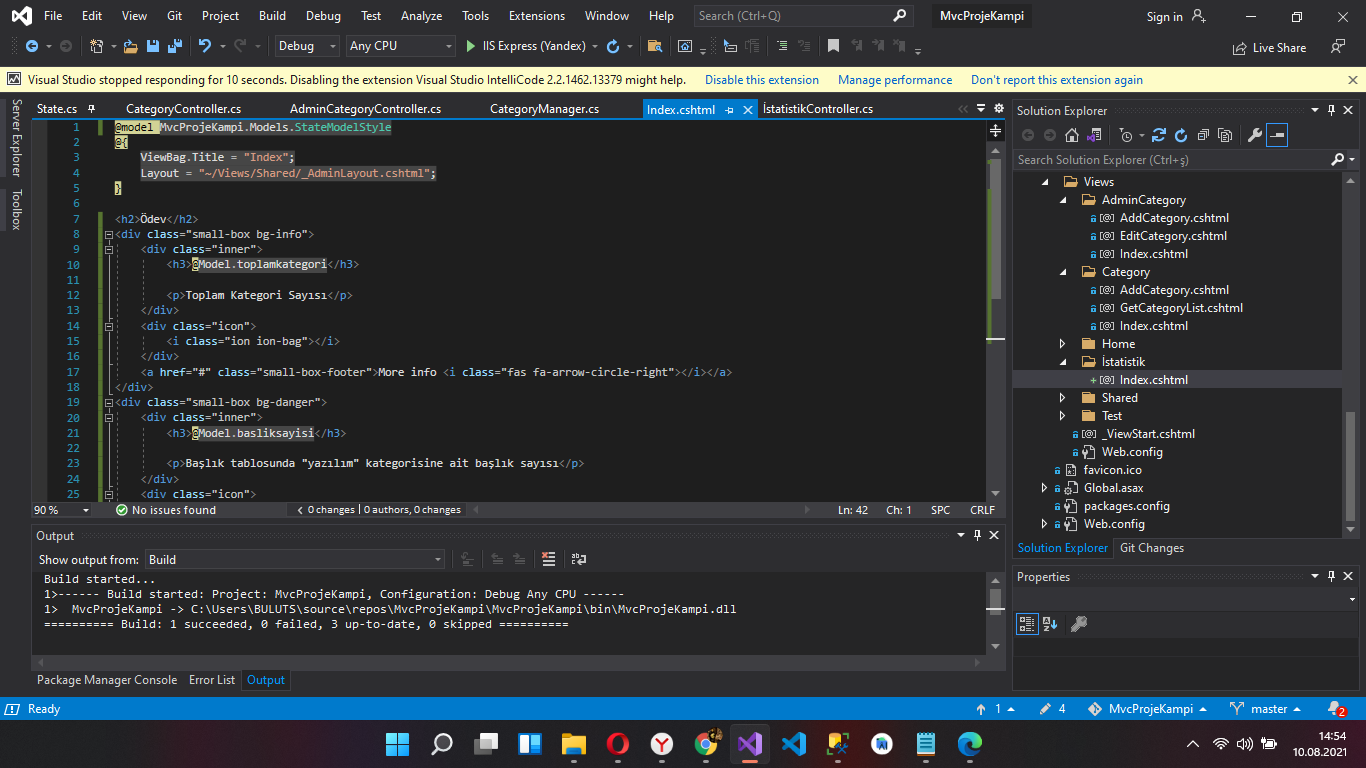 File Edit View Git Project Build Debug Test Analyze Tools Extensions Window Help Search (Ctrl+Q) MvcProjeKampi Sign in
Debug Any CPU IIS Express (Yandex) Live Share
Visual Studio stopped responding for 10 seconds. Disabling the extension Visual Studio IntelliCode 2.2.1462.13379 might help. Disable this extension Manage performance Don't report this extension again
Server Explorer
Toolbox
State.cs CategoryController.cs AdminCategoryController.cs CategoryManager.cs Index.cshtml İstatistikController.cs
1 @model MvcProjeKampi.Models.StateModelStyle
2 @{
3 ViewBag.Title = "Index";
4 Layout = "~/Views/Shared/_AdminLayout.cshtml";
5 }
6
7 <h2>Ödev</h2>
8 <div class="small-box bg-info">
9 <div class="inner">
10 <h3>@Model.toplamkategori</h3>
11
12 <p>Toplam Kategori Sayısı</p>
13 </div>
14 <div class="icon">
15 <i class="ion ion-bag"></i>
16 </div>
17 <a href="#" class="small-box-footer">More info <i class="fas fa-arrow-circle-right"></i></a>
18 </div>
19 <div class="small-box bg-danger">
20 <div class="inner">
21 <h3>@Model.basliksayisi</h3>
22
23 <p>Başlık tablosunda "yazılım" kategorisine ait başlık sayısı</p>
24 </div>
25 <div class="icon">
90 % No issues found 0 changes | 0 authors, 0 changes Ln: 42 Ch: 1 SPC CRLF
Output
Show output from: Build
Build started...
1>------ Build started: Project: MvcProjeKampi, Configuration: Debug Any CPU ------
1> MvcProjeKampi -> C:\Users\BULUTS\source\repos\MvcProjeKampi\MvcProjeKampi\bin\MvcProjeKampi.dll
========== Build: 1 succeeded, 0 failed, 3 up-to-date, 0 skipped ==========
Package Manager Console Error List Output
Solution Explorer
Search Solution Explorer (Ctrl+ş)
Views
AdminCategory
AddCategory.cshtml
EditCategory.cshtml
Index.cshtml
Category
AddCategory.cshtml
GetCategoryList.cshtml
Index.cshtml
Home
İstatistik
Index.cshtml
Shared
Test
_ViewStart.cshtml
Web.config
favicon.ico
Global.asax
packages.config
Web.config
Solution Explorer Git Changes
Properties
Ready 1 4 MvcProjeKampi master 2
14:54
10.08.2021